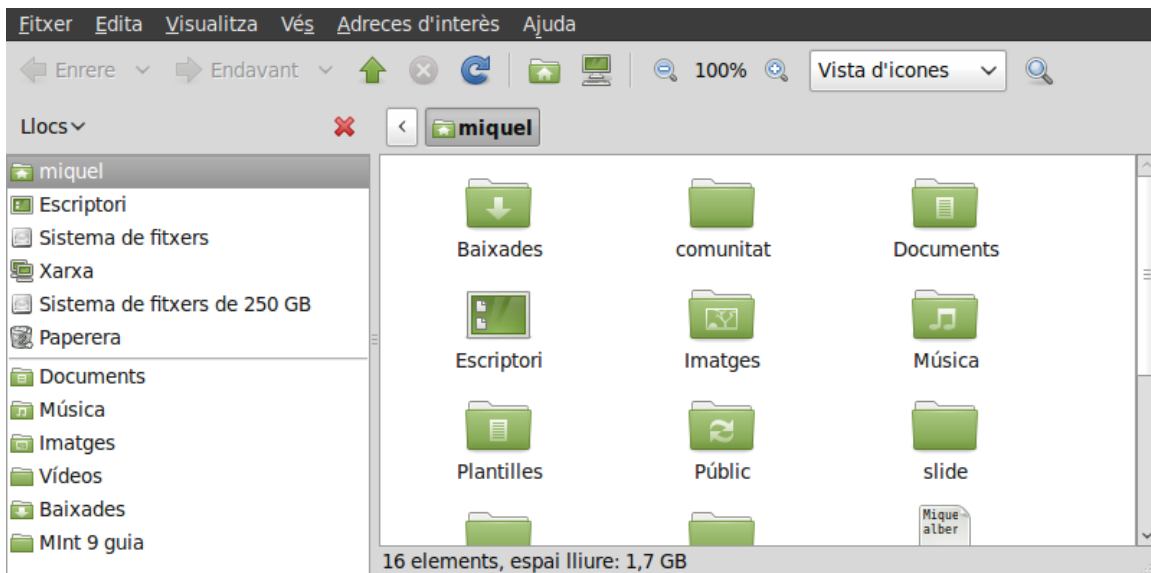 Fitxer Edita Visualitza Vés Adreces d'interès Ajuda
Enrere Endavant 100% Vista d'icones
Llocs miquel
miquel
Escriptori
Sistema de fitxers
Xarxa
Sistema de fitxers de 250 GB
Paperera
Documents
Música
Imatges
Vídeos
Baixades
MInt 9 guia
Baixades comunitat Documents
Escriptori Imatges Música
Plantilles Públic slide
Mique
alber
16 elements, espai lliure: 1,7 GB